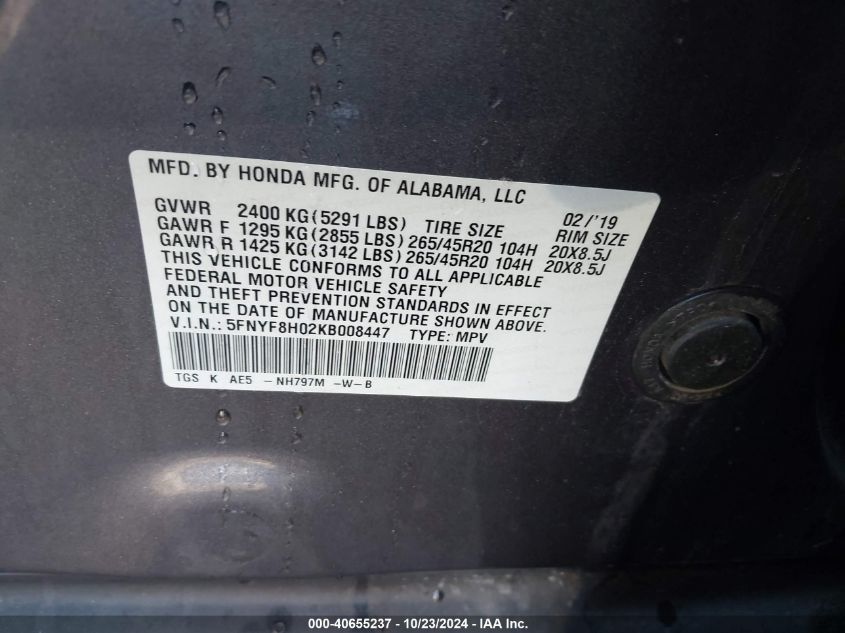 MFD. BY HONDA MFG. OF ALABAMA, LLC
GVWR 2400 KG(5291 LBS) TIRE SIZE 02/'19 RIM SIZE
GAWR F 1295 KG(2855 LBS) 265/45R20 104H 20X8.5J
GAWR R 1425 KG(3142 LBS) 265/45R20 104H 20X8.5J
THIS VEHICLE CONFORMS TO ALL APPLICABLE
FEDERAL MOTOR VEHICLE SAFETY
AND THEFT PREVENTION STANDARDS IN EFFECT
ON THE DATE OF MANUFACTURE SHOWN ABOVE.
V.I.N.: 5FNYF8H02KB008447 TYPE: MPV
TGS K AE5 -NH797M -W-B
000-40655237 - 10/23/2024 - IAA Inc.